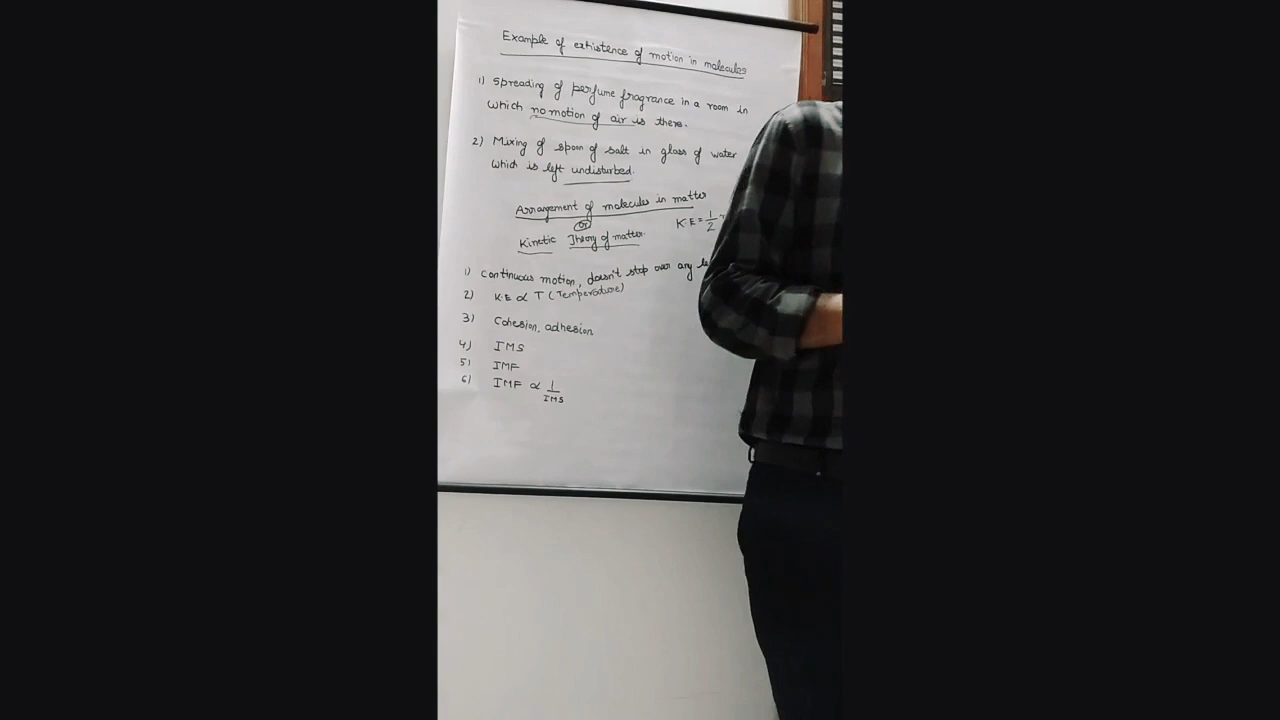 Example of exhistence of motion in molecules
1) Spreading of perfume fragrance in a room in
which no motion of air is there.
2) Mixing of spoon of salt in glass of water
which is left undisturbed.
Arrangement of molecules in matter
or
K.E = 1/2
Kinetic Theory of matter
1) Continuous motion, doesn't stop over any
2) K.E ∝ T (Temperature)
3) Cohesion, adhesion
4) IMS
5) IMF
6) IMF ∝ 1/IMS